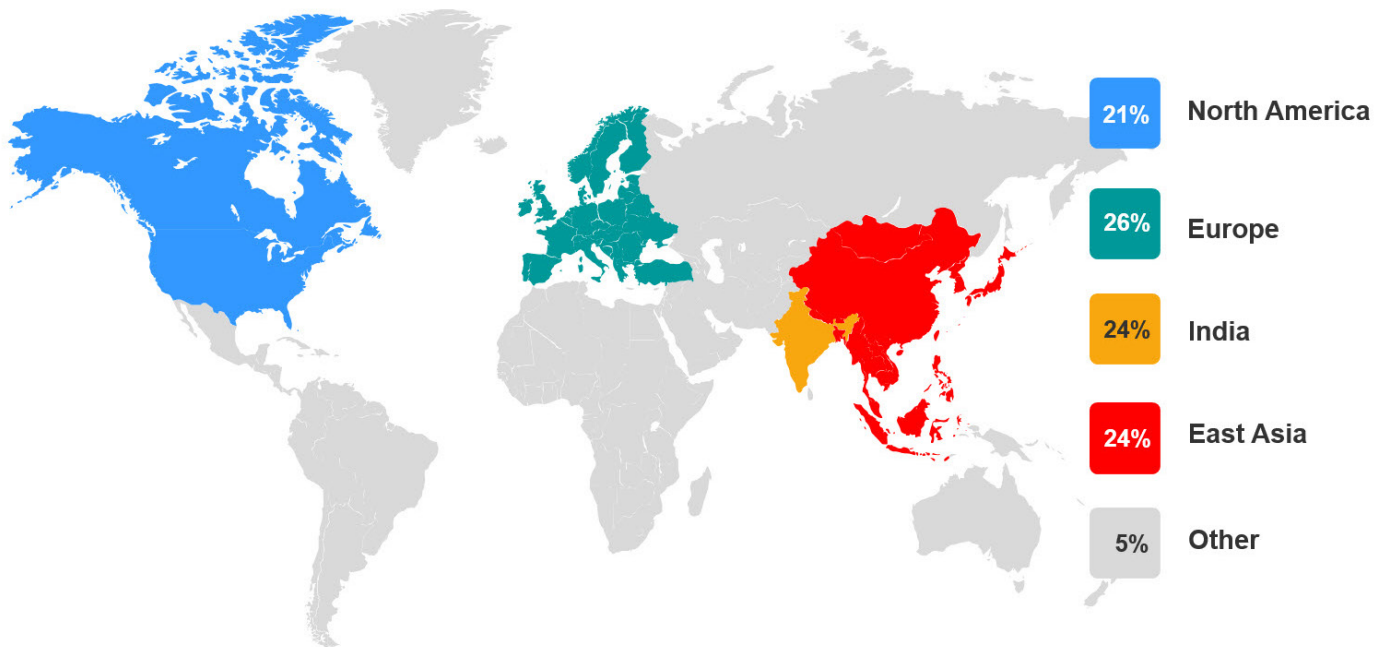 21% North America
26% Europe
24% India
24% East Asia
5% Other